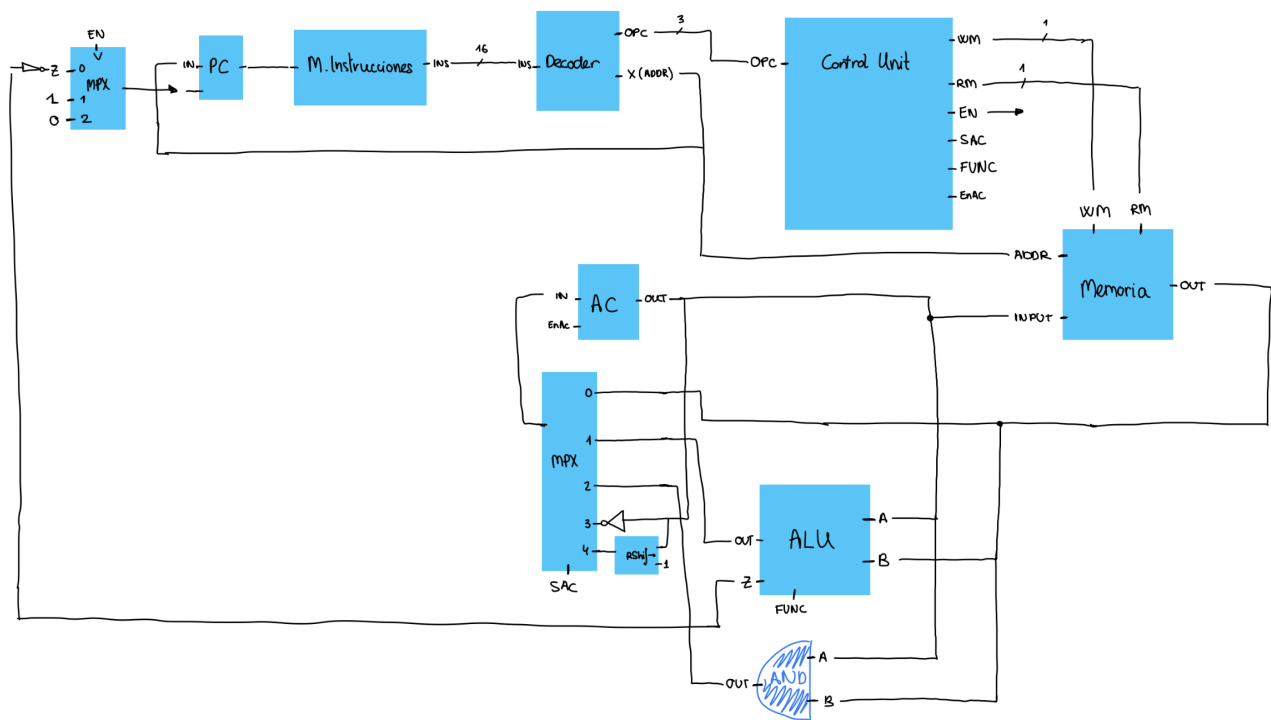 EN
Z 0
MPX
1 1
0 2
IN PC
M.Instrucciones INS
16
INS Decoder
OPC
X (ADDR)
3
OPC Control Unit
WM
RM
EN
SAC
FUNC
EnAC
1
1
WM RM
ADDR
INPUT
Memoria
OUT
IN AC OUT
EnAc
0
1
MPX
2
3
4
SAC
RShif
1
ALU
A
B
OUT
Z
FUNC
AND
A
B
OUT